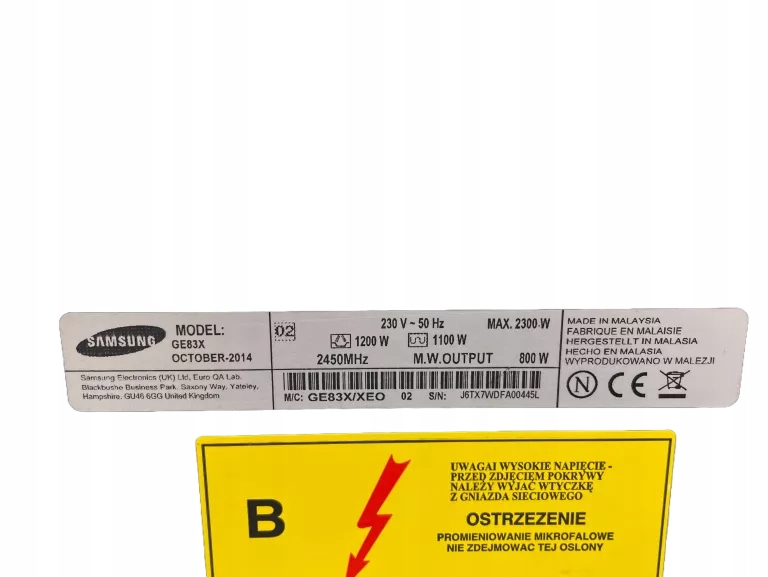 SAMSUNG
MODEL:
GE83X
OCTOBER-2014
Samsung Electronics (UK) Ltd, Euro QA Lab.
Blackbushe Business Park, Saxony Way, Yateley,
Hampshire, GU46 6GG United Kingdom
02
230 V ~ 50 Hz MAX. 2300 W
1200 W 1100 W
2450MHz M.W.OUTPUT 800 W
M/C: GE83X/XEO 02 S/N: J6TX7WDFA00445L
MADE IN MALAYSIA
FABRIQUE EN MALAISIE
HERGESTELLT IN MALASIA
HECHO EN MALASIA
WYPRODUKOWANO W MALEZJI
N CE
B
UWAGAI WYSOKIE NAPIĘCIE -
PRZED ZDJĘCIEM POKRYWY
NALEŻY WYJĄĆ WTYCZKĘ
Z GNIAZDA SIECIOWEGO
OSTRZEZENIE
PROMIENIOWANIE MIKROFALOWE
NIE ZDEJMOWAC TEJ OSLONY